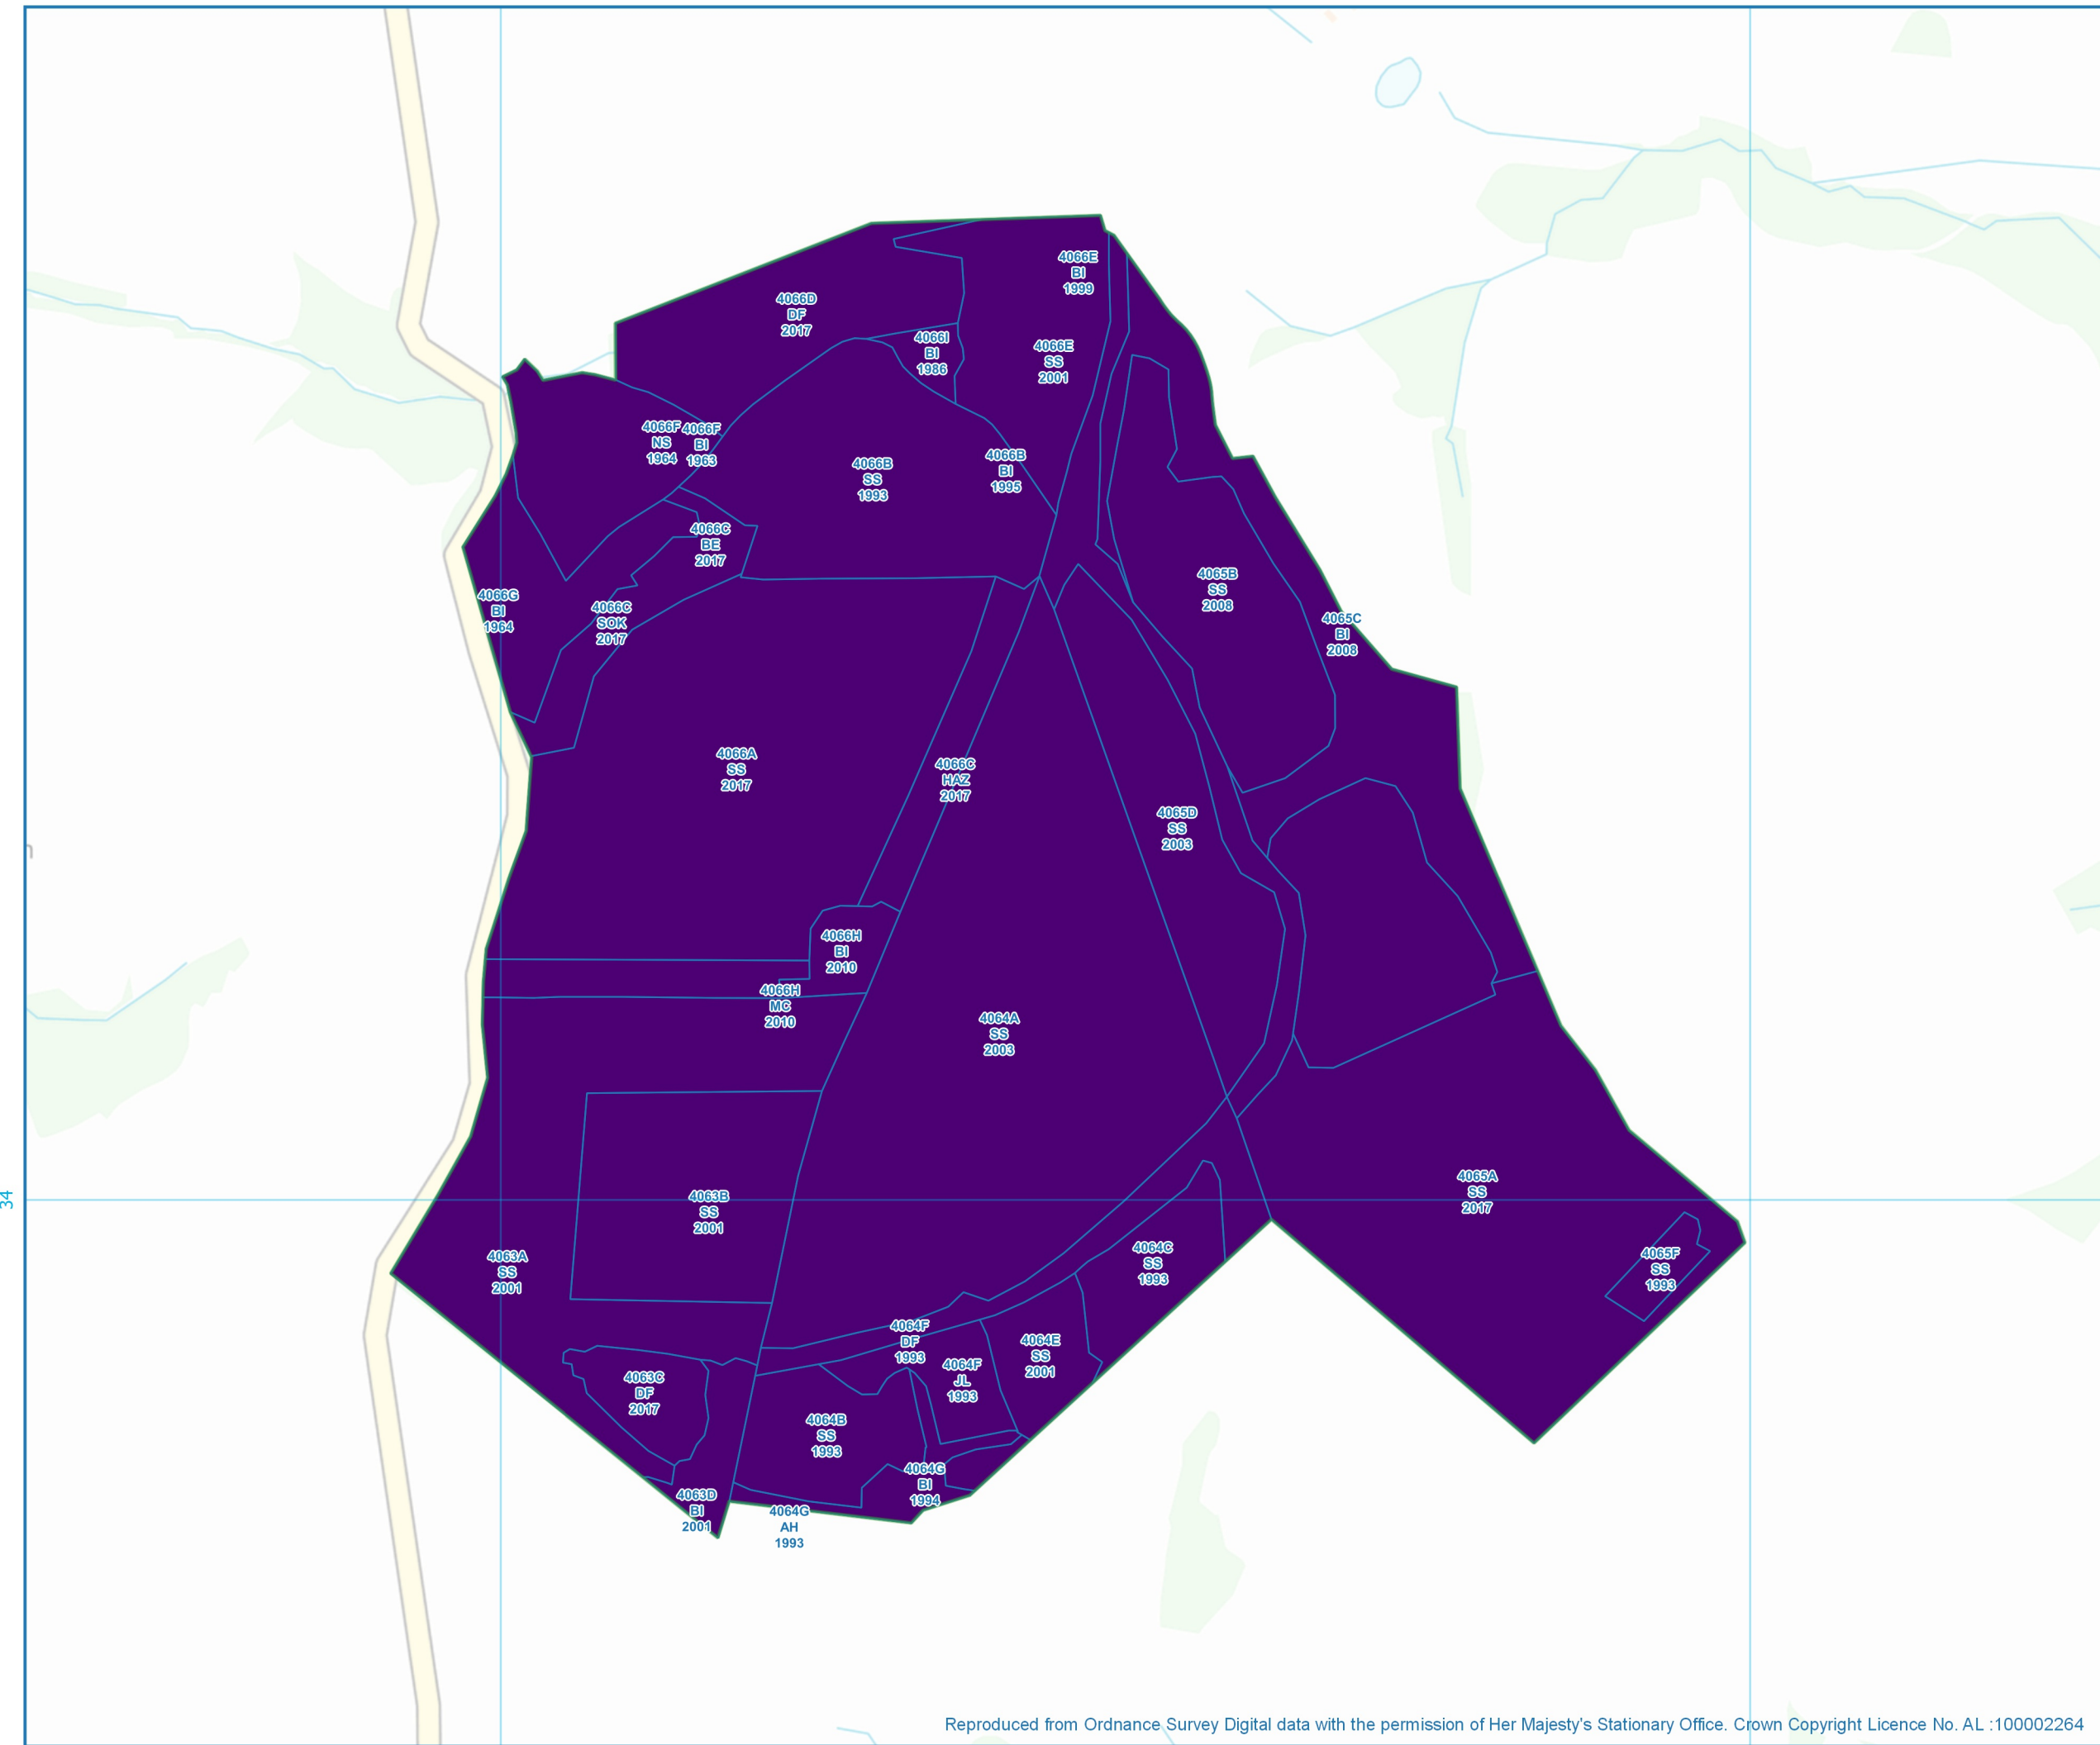 4066E
BI
1999
4066D
DF
2017
4066I
BI
1986
4066E
SS
2001
4066F
NS
1964
4066F
BI
1963
4066B
SS
1993
4066B
BI
1995
4066C
BE
2017
4065B
SS
2008
4066G
BI
1964
4066C
SOK
2017
4065C
BI
2008
4066A
SS
2017
4066C
HAZ
2017
4065D
SS
2003
4066H
BI
2010
4066H
MC
2010
4064A
SS
2003
34
4063B
SS
2001
4065A
SS
2017
4063A
SS
2001
4064C
SS
1993
4065F
SS
1993
4064F
DF
1993
4064E
SS
2001
4064F
JL
1993
4063C
DF
2017
4064B
SS
1993
4064G
BI
1994
4063D
BI
2001
4064G
AH
1993
Reproduced from Ordnance Survey Digital data with the permission of Her Majesty's Stationary Office. Crown Copyright Licence No. AL :100002264